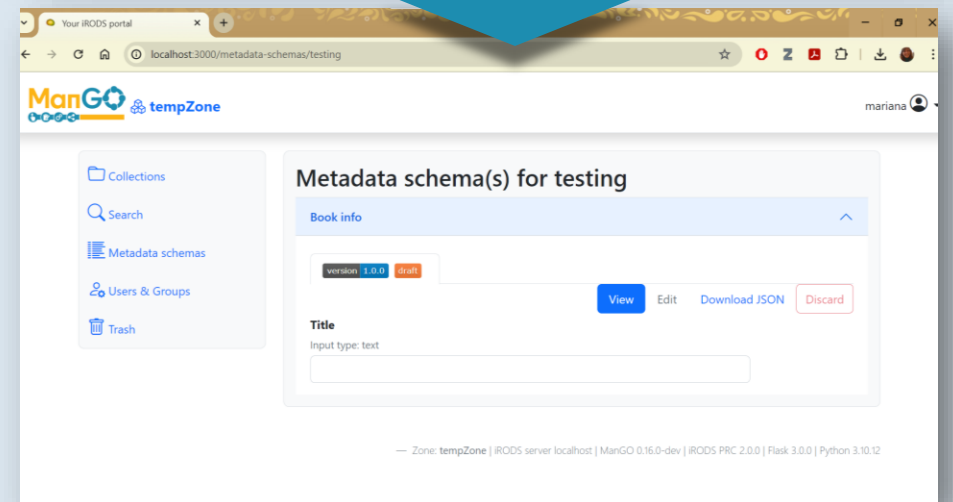 Your iRODS portal
localhost:3000/metadata-schemas/testing
ManGO tempZone
mariana
Collections
Search
Metadata schemas
Users & Groups
Trash
Metadata schema(s) for testing
Book info
version 1.0.0 draft
View Edit Download JSON Discard
Title
Input type: text
— Zone: tempZone | iRODS server localhost | ManGO 0.16.0-dev | iRODS PRC 2.0.0 | Flask 3.0.0 | Python 3.10.12